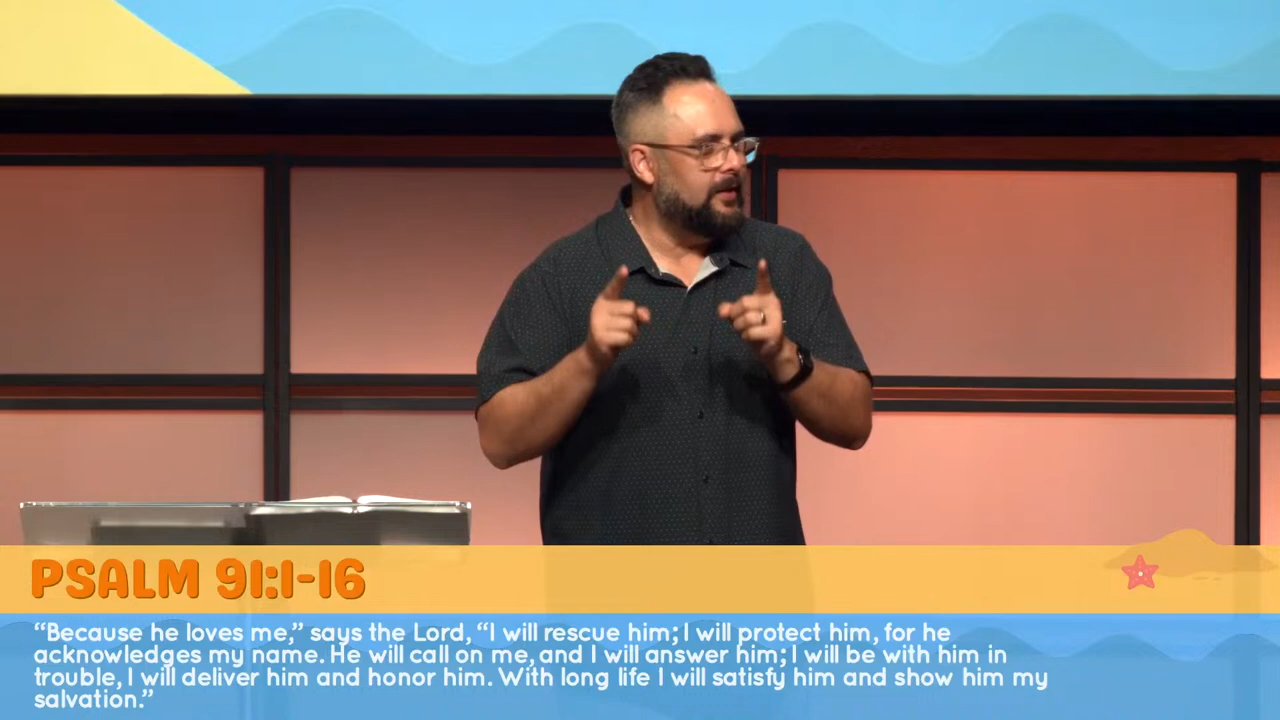 PSALM 91:1-16
“Because he loves me,” says the Lord, “I will rescue him; I will protect him, for he
acknowledges my name. He will call on me, and I will answer him; I will be with him in
trouble, I will deliver him and honor him. With long life I will satisfy him and show him my
salvation.”